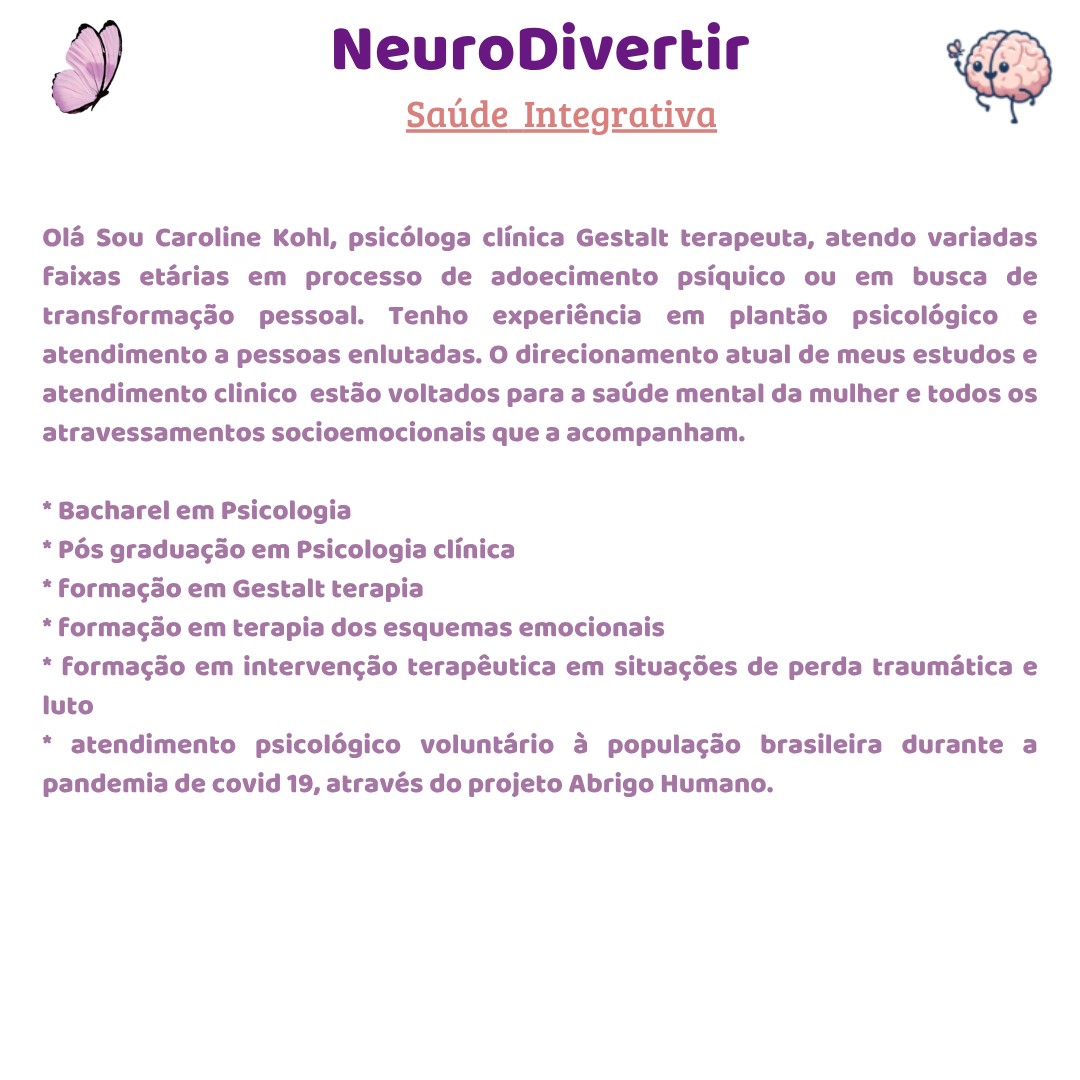 NeuroDivertir
Saúde Integrativa
Olá Sou Caroline Kohl, psicóloga clínica Gestalt terapeuta, atendo variadas
faixas etárias em processo de adoecimento psíquico ou em busca de
transformação pessoal. Tenho experiência em plantão psicológico e
atendimento a pessoas enlutadas. O direcionamento atual de meus estudos e
atendimento clinico estão voltados para a saúde mental da mulher e todos os
atravessamentos socioemocionais que a acompanham.
* Bacharel em Psicologia
* Pós graduação em Psicologia clínica
* formação em Gestalt terapia
* formação em terapia dos esquemas emocionais
* formação em intervenção terapêutica em situações de perda traumática e
luto
* atendimento psicológico voluntário à população brasileira durante a
pandemia de covid 19, através do projeto Abrigo Humano.